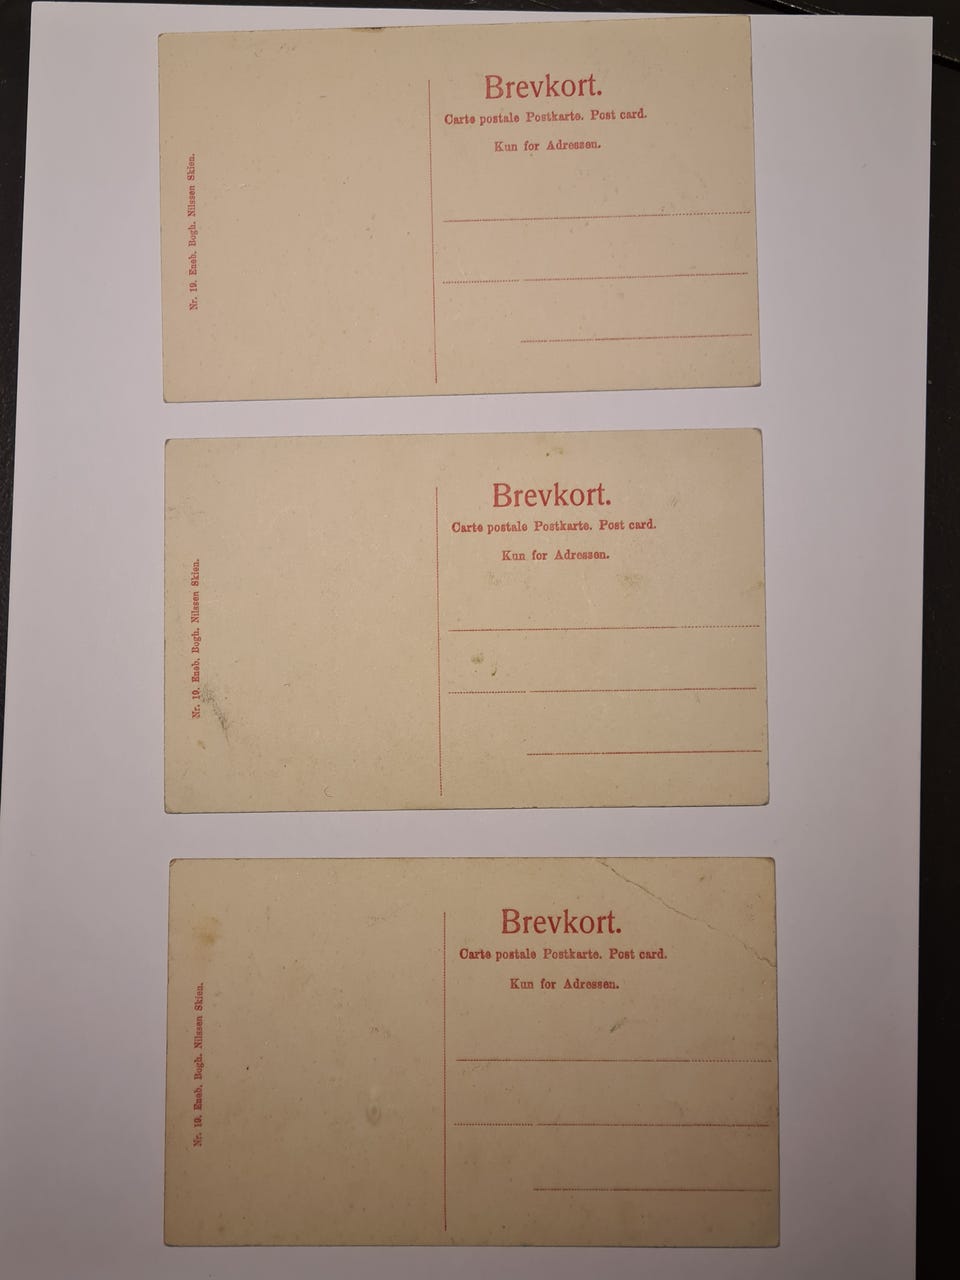 Brevkort.
Carte postale Postkarte. Post card.
Kun for Adressen.
Nr. 19. Eneb. Bogh. Nilssen Skien.
Brevkort.
Carte postale Postkarte. Post card.
Kun for Adressen.
Nr. 19. Eneb. Bogh. Nilssen Skien.
Brevkort.
Carte postale Postkarte. Post card.
Kun for Adressen.
Nr. 19. Eneb. Bogh. Nilssen Skien.